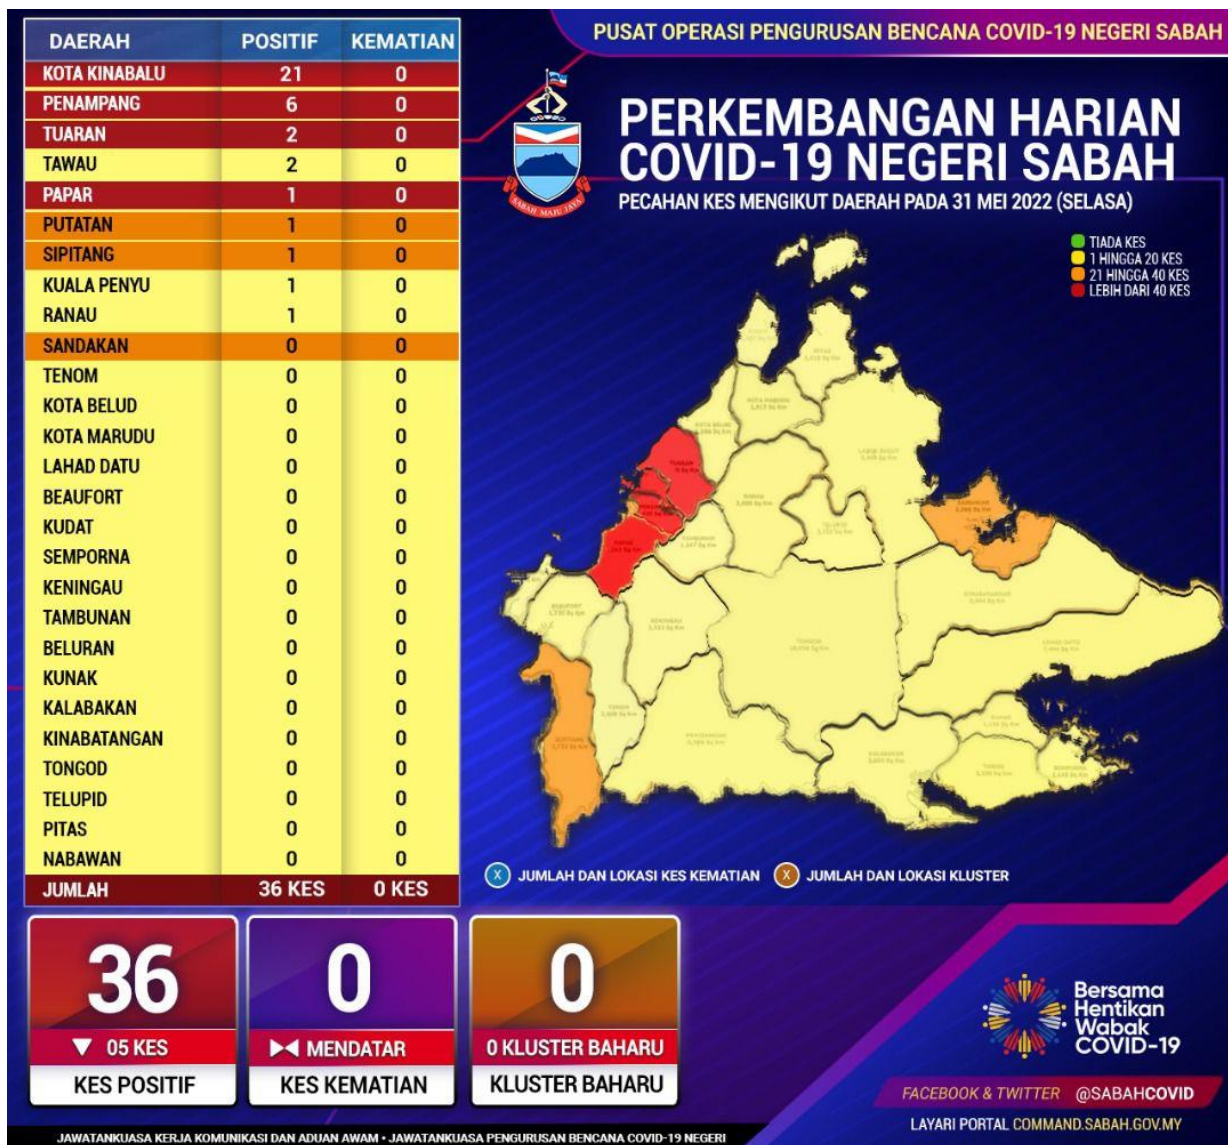 PUSAT OPERASI PENGURUSAN BENCANA COVID-19 NEGERI SABAH
PERKEMBANGAN HARIAN
COVID-19 NEGERI SABAH
PECAHAN KES MENGIKUT DAERAH PADA 31 MEI 2022 (SELASA)
SABAH MAJU JAYA
DAERAH POSITIF KEMATIAN
KOTA KINABALU 21 0
PENAMPANG 6 0
TUARAN 2 0
TAWAU 2 0
PAPAR 1 0
PUTATAN 1 0
SIPITANG 1 0
KUALA PENYU 1 0
RANAU 1 0
SANDAKAN 0 0
TENOM 0 0
KOTA BELUD 0 0
KOTA MARUDU 0 0
LAHAD DATU 0 0
BEAUFORT 0 0
KUDAT 0 0
SEMPORNA 0 0
KENINGAU 0 0
TAMBUNAN 0 0
BELURAN 0 0
KUNAK 0 0
KALABAKAN 0 0
KINABATANGAN 0 0
TONGOD 0 0
TELUPID 0 0
PITAS 0 0
NABAWAN 0 0
JUMLAH 36 KES 0 KES
TIADA KES
1 HINGGA 20 KES
21 HINGGA 40 KES
LEBIH DARI 40 KES
X JUMLAH DAN LOKASI KES KEMATIAN
X JUMLAH DAN LOKASI KLUSTER
36
▼ 05 KES
KES POSITIF
0
MENDATAR
KES KEMATIAN
0
0 KLUSTER BAHARU
KLUSTER BAHARU
Bersama
Hentikan
Wabak
COVID-19
FACEBOOK & TWITTER @SABAHCOVID
LAYARI PORTAL COMMAND.SABAH.GOV.MY
JAWATANKUASA KERJA KOMUNIKASI DAN ADUAN AWAM • JAWATANKUASA PENGURUSAN BENCANA COVID-19 NEGERI